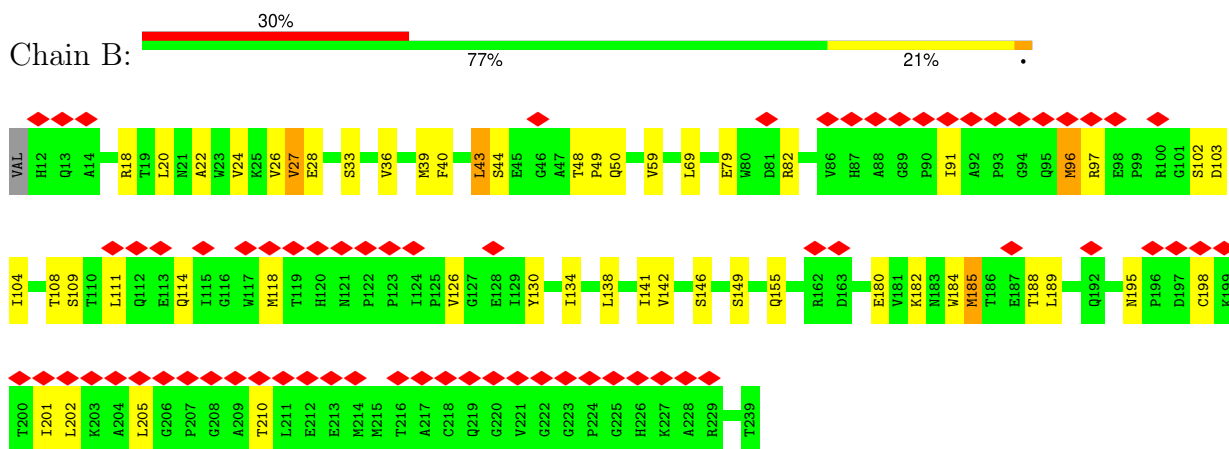 30%
Chain B:
77% 21% •
VAL H12 Q13 A14 R18 T19 L20 N21 A22 W23 V24 K25 V26 V27 E28 S33 V36 M39 F40 L43 S44 E45 G46 A47 T48 P49 Q50 V59 L69 E79 W80 D81 R82 V86 H87 A88 G89 P90 I91 A92 P93 G94 Q95 M96 R97 E98 P99 R100 G101 S102 D103
I104 T108 S109 T110 L111 Q112 E113 Q114 I115 G116 W117 M118 T119 H120 N121 P122 P123 I124 P125 V126 G127 E128 I129 Y130 I134 L138 I141 V142 S146 S149 Q155 R162 D163 E180 V181 K182 N183 W184 M185 T186 E187 T188 L189 Q192 N195 P196 D197 C198 K199
T200 I201 L202 K203 A204 L205 G206 P207 G208 A209 T210 L211 E212 E213 M214 M215 T216 A217 C218 Q219 G220 V221 G222 G223 P224 G225 H226 K227 A228 R229 T239